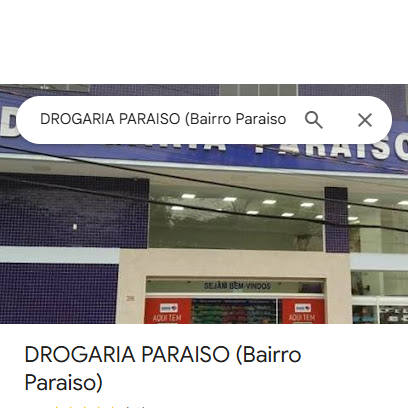 DROGARIA PARAISO (Bairro Paraiso
PARAISO
SEJAM BEM-VINDOS
AQUI TEM
AQUI TEM
DROGARIA PARAISO (Bairro
Paraiso)